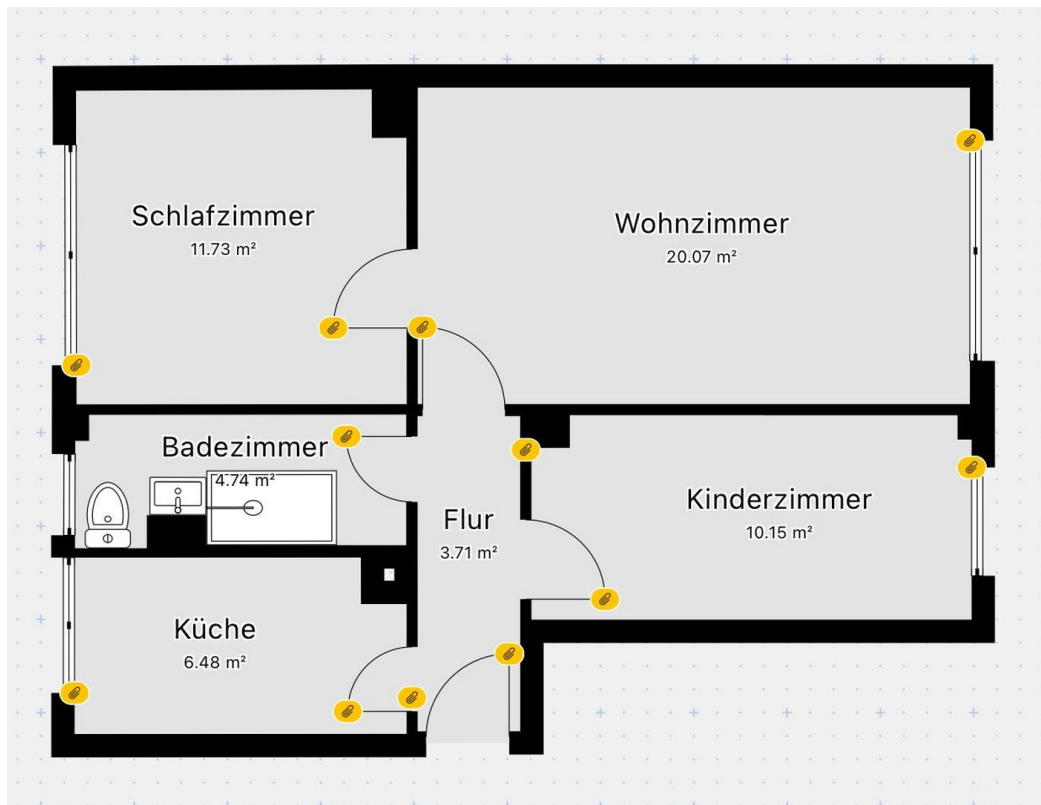 Schlafzimmer
11.73 m²
Wohnzimmer
20.07 m²
Badezimmer
4.74 m²
Kinderzimmer
10.15 m²
Flur
3.71 m²
Küche
6.48 m²